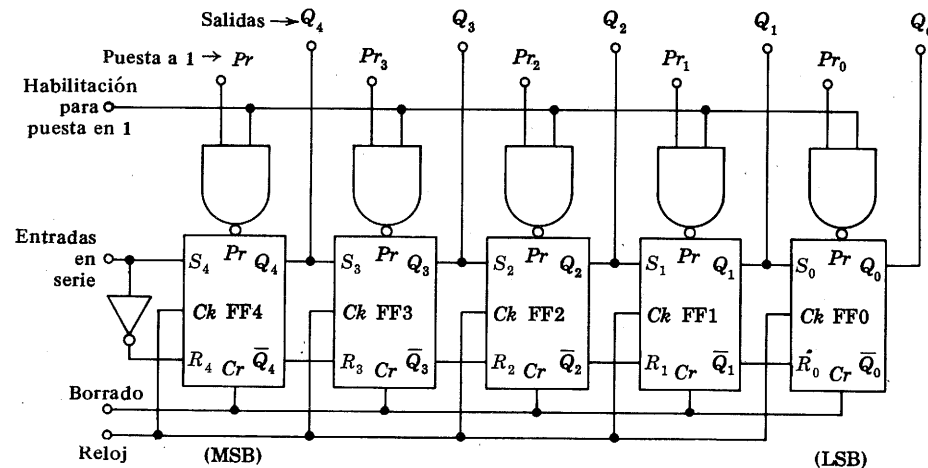 Salidas → Q4 Q3 Q2 Q1
Puesta a 1 → Pr Pr3 Pr2 Pr1 Pr0
Habilitación
para
puesta en 1
Entradas
en
serie
S4 Pr Q4 S3 Pr Q3 S2 Pr Q2 S1 Pr Q1 S0 Pr Q0
Ck FF4 Ck FF3 Ck FF2 Ck FF1 Ck FF0
R4 Cr Q̅4 R3 Cr Q̅3 R2 Cr Q̅2 R1 Cr Q̅1 R0 Cr Q̅0
Borrado
Reloj
(MSB) (LSB)